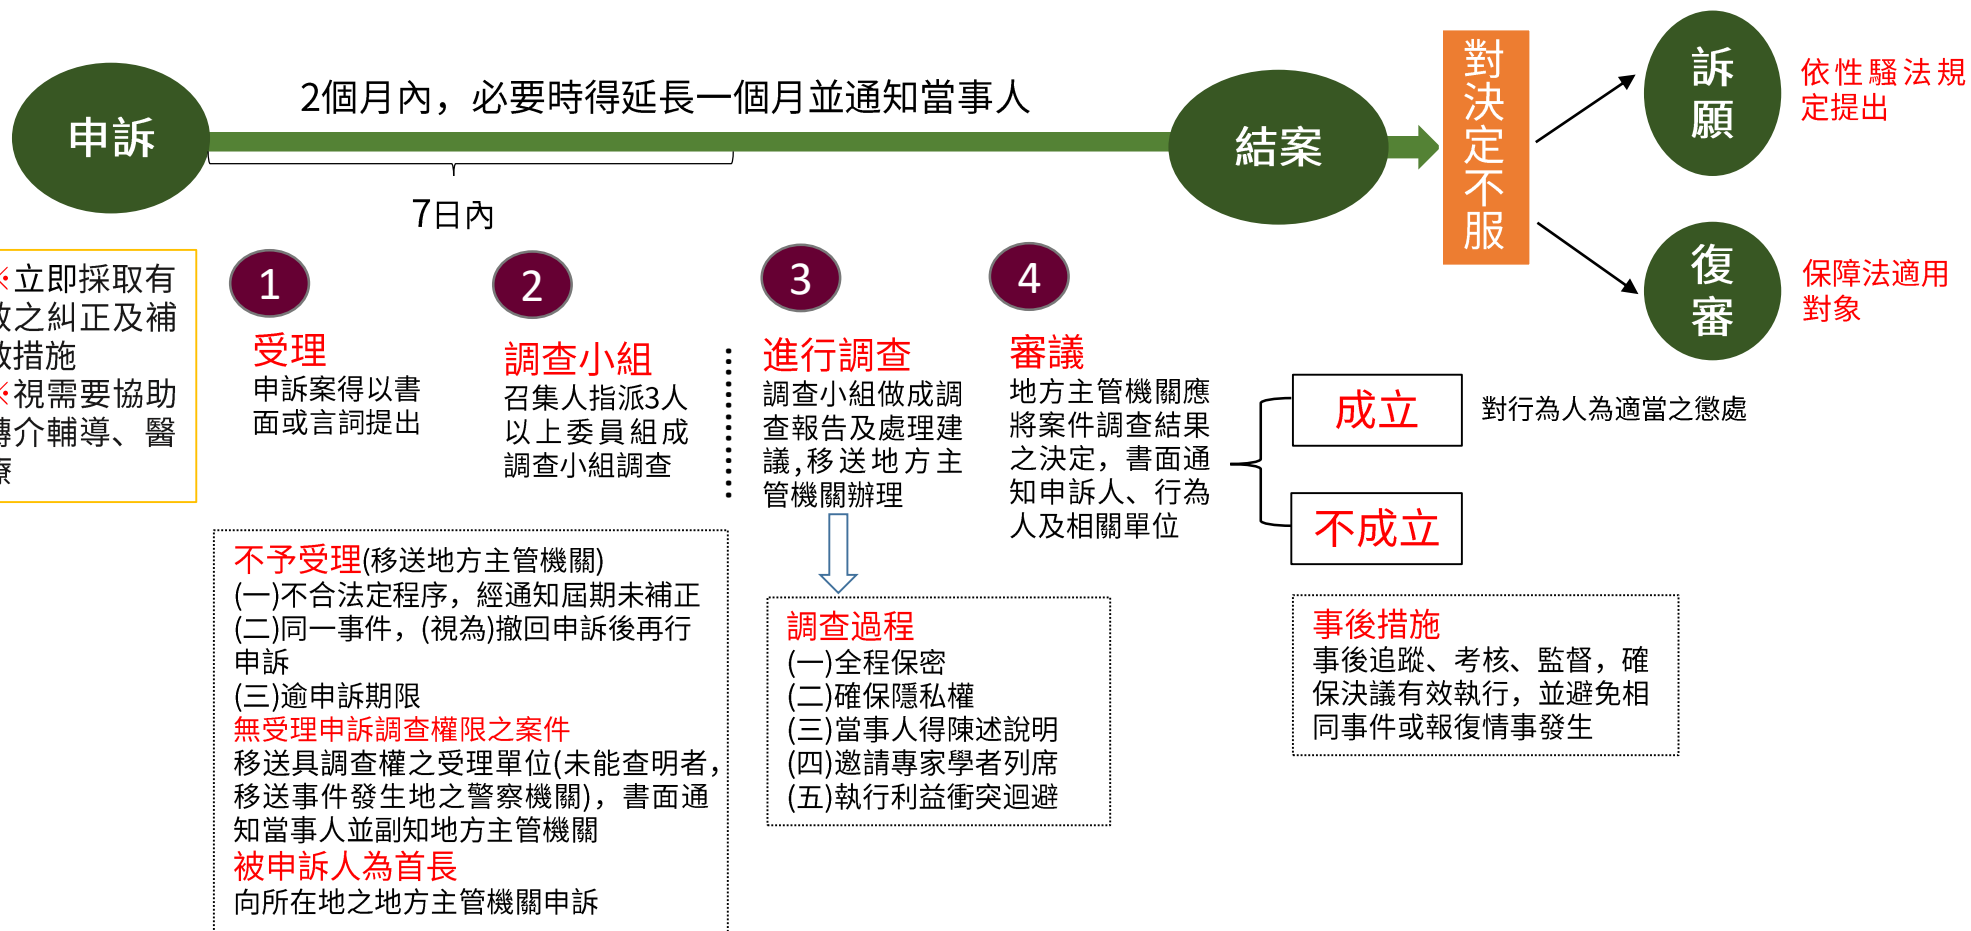 申訴
2個月內，必要時得延長一個月並通知當事人
7日內
結案
對決定不服
訴願
依性騷法規
定提出
復審
保障法適用
對象
※立即採取有
效之糾正及補
救措施
※視需要協助
轉介輔導、醫
療
1
受理
申訴案得以書
面或言詞提出
2
調查小組
召集人指派3人
以上委員組成
調查小組調查
3
進行調查
調查小組做成調
查報告及處理建
議,移送地方主
管機關辦理
4
審議
地方主管機關應
將案件調查結果
之決定，書面通
知申訴人、行為
人及相關單位
成立
對行為人為適當之懲處
不成立
不予受理(移送地方主管機關)
(一)不合法定程序，經通知屆期未補正
(二)同一事件，(視為)撤回申訴後再行
申訴
(三)逾申訴期限
無受理申訴調查權限之案件
移送具調查權之受理單位(未能查明者，
移送事件發生地之警察機關)，書面通
知當事人並副知地方主管機關
被申訴人為首長
向所在地之地方主管機關申訴
調查過程
(一)全程保密
(二)確保隱私權
(三)當事人得陳述說明
(四)邀請專家學者列席
(五)執行利益衝突迴避
事後措施
事後追蹤、考核、監督，確
保決議有效執行，並避免相
同事件或報復情事發生